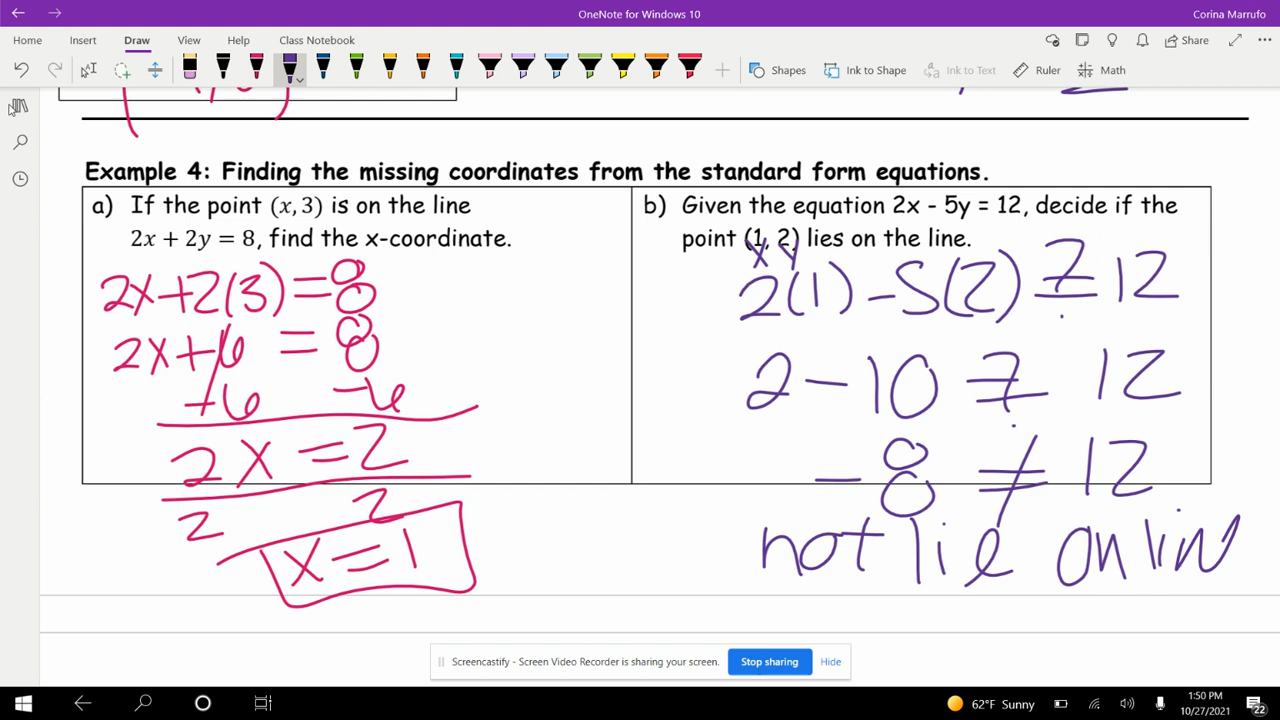 OneNote for Windows 10
Corina Marrufo
Home Insert Draw View Help Class Notebook
Share
Shapes Ink to Shape Ink to Text Ruler Math
Example 4: Finding the missing coordinates from the standard form equations.
a) If the point (x, 3) is on the line
2x + 2y = 8, find the x-coordinate.
2x+2(3)=8
2x+6 = 8
-6 -6
2x=2
2 2
x=1
b) Given the equation 2x - 5y = 12, decide if the
point (1, 2) lies on the line.
x y
2(1)-5(2) ≟ 12
2-10 ≟ 12
-8 ≠ 12
not lie on lin
Screencastify - Screen Video Recorder is sharing your screen.
Stop sharing
Hide
62°F Sunny
1:50 PM
10/27/2021
22